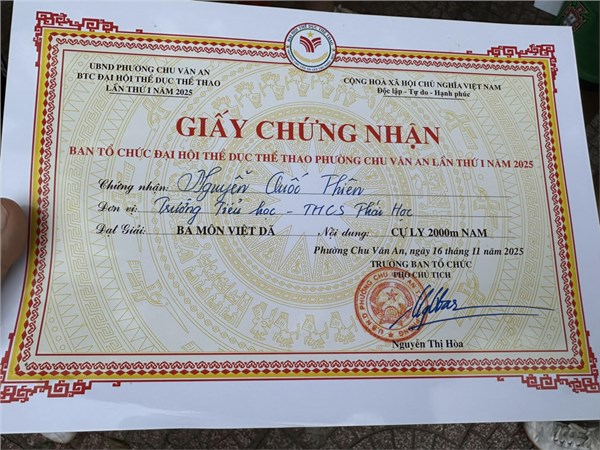 UBND PHƯỜNG CHU VĂN AN
BTC ĐẠI HỘI THỂ DỤC THỂ THAO
LẦN THỨ I NĂM 2025
CỘNG HOÀ XÃ HỘI CHỦ NGHĨA VIỆT NAM
Độc lập - Tự do - Hạnh phúc
GIẤY CHỨNG NHẬN
BAN TỔ CHỨC ĐẠI HỘI THỂ DỤC THỂ THAO PHƯỜNG CHU VĂN AN LẦN THỨ I NĂM 2025
Chứng nhận: Nguyễn Quốc Thiên
Đơn vị: Trường Tiểu học - THCS Phai Học
Đạt Giải: BA MÔN VIỆT DÃ Nội dung: CỰ LY 2000m NAM
Phường Chu Văn An, ngày 16 tháng 11 năm 2025
TRƯỞNG BAN TỔ CHỨC
PHÓ CHỦ TỊCH
Nguyễn Thị Hòa